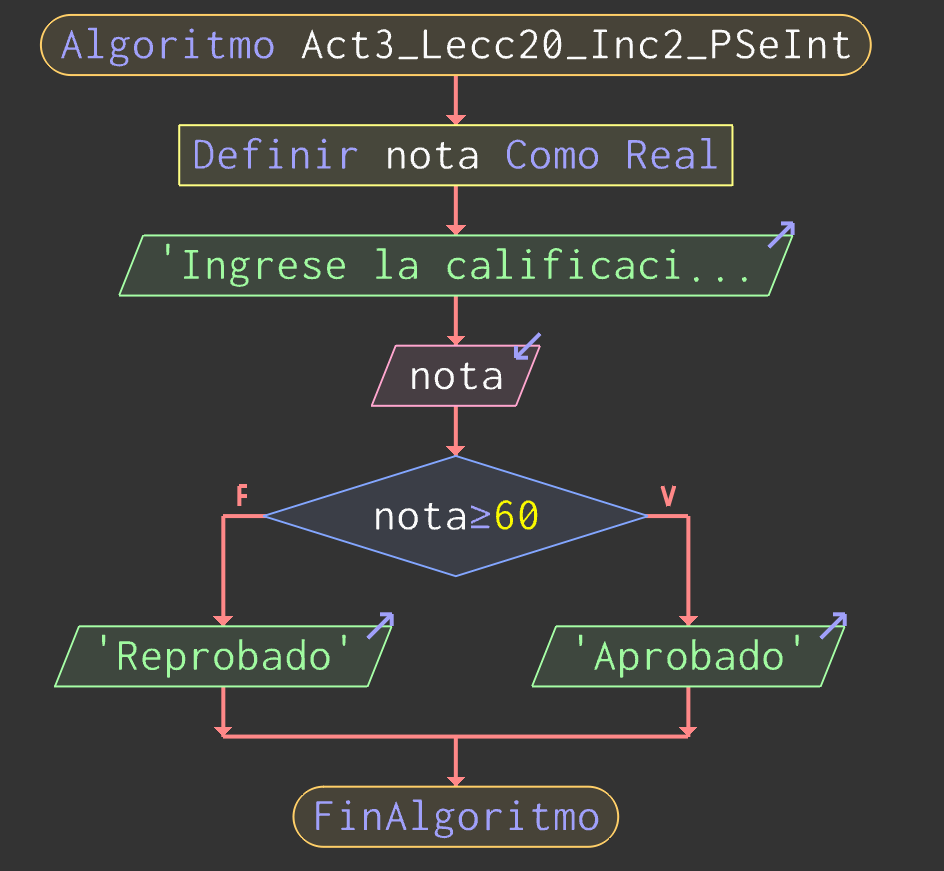 Algoritmo Act3_Lecc20_Inc2_PSeInt
Definir nota Como Real
'Ingrese la calificaci...
nota
F
V
nota≥60
'Reprobado'
'Aprobado'
FinAlgoritmo